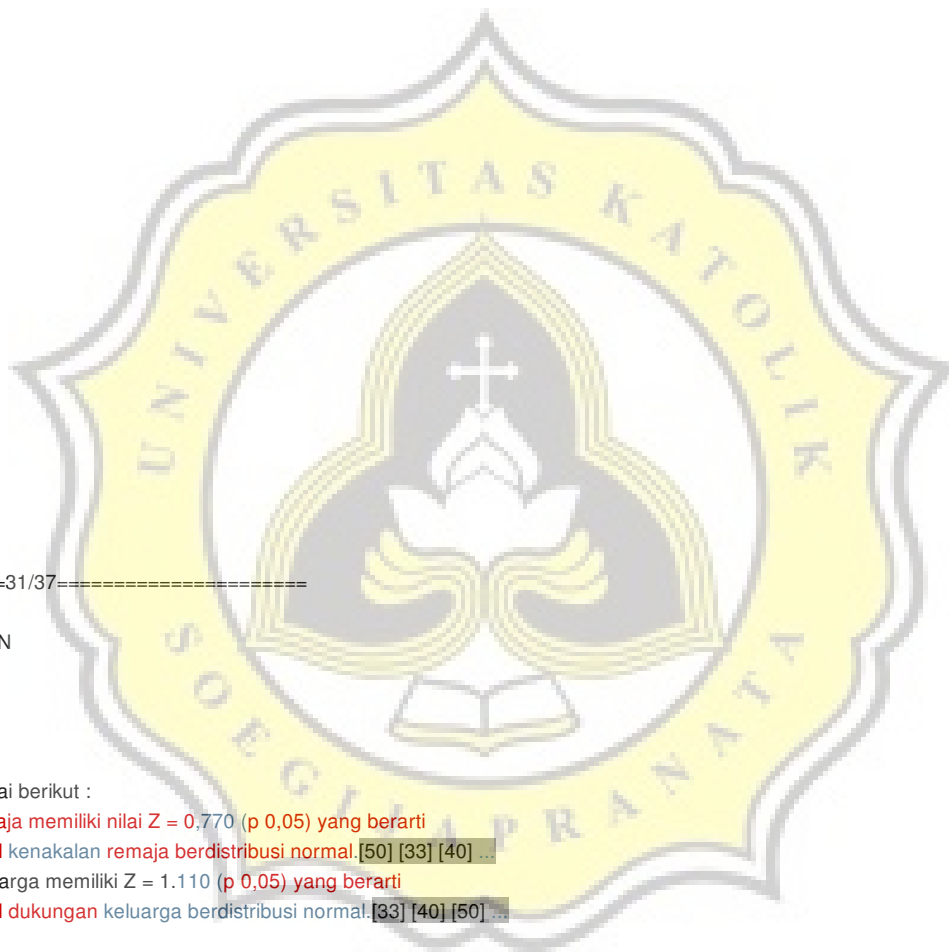 UNIVERSITAS KATOLIK
SOEGIJAPRANATA
=31/37======================
N
ai berikut :
aja memiliki nilai Z = 0,770 (p 0,05) yang berarti
l kenakalan remaja berdistribusi normal.[50] [33] [40] ...
arga memiliki Z = 1.110 (p 0,05) yang berarti
l dukungan keluarga berdistribusi normal.[33] [40] [50] ...